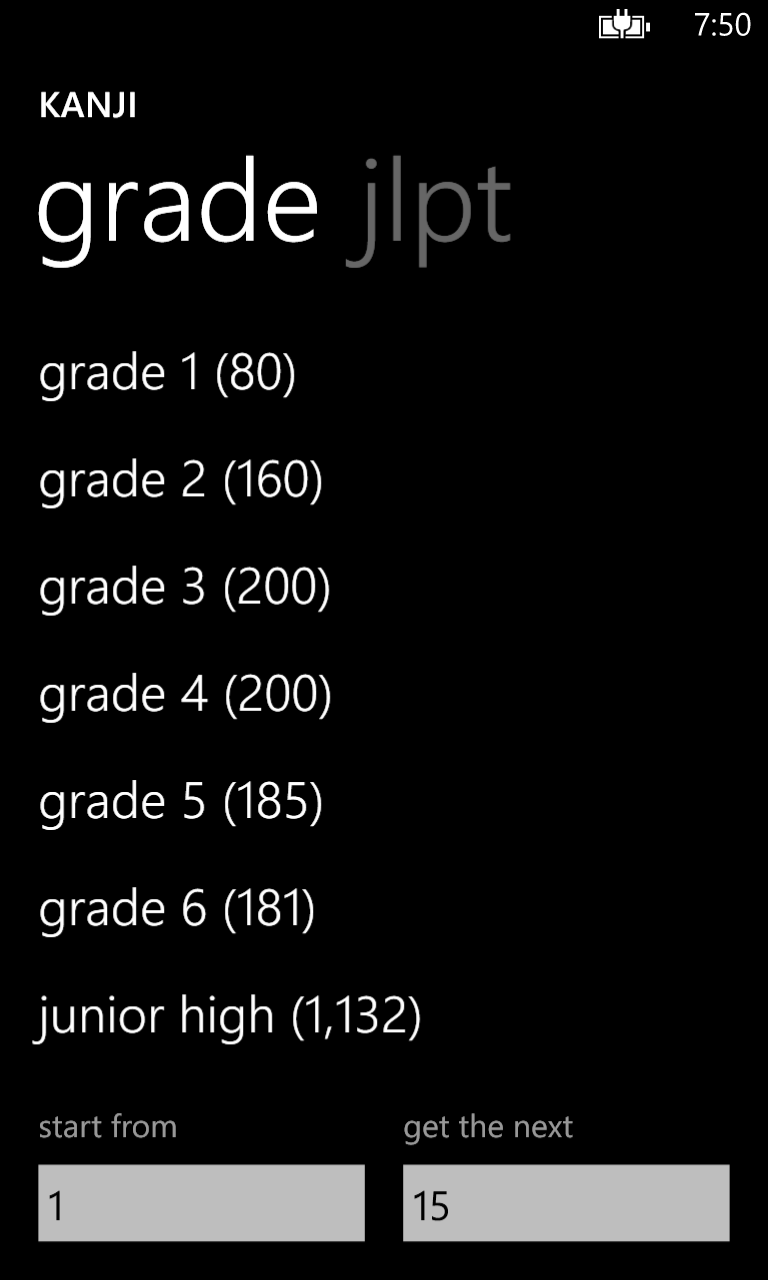 7:50
KANJI
grade jlpt
grade 1 (80)
grade 2 (160)
grade 3 (200)
grade 4 (200)
grade 5 (185)
grade 6 (181)
junior high (1,132)
start from get the next
1 15